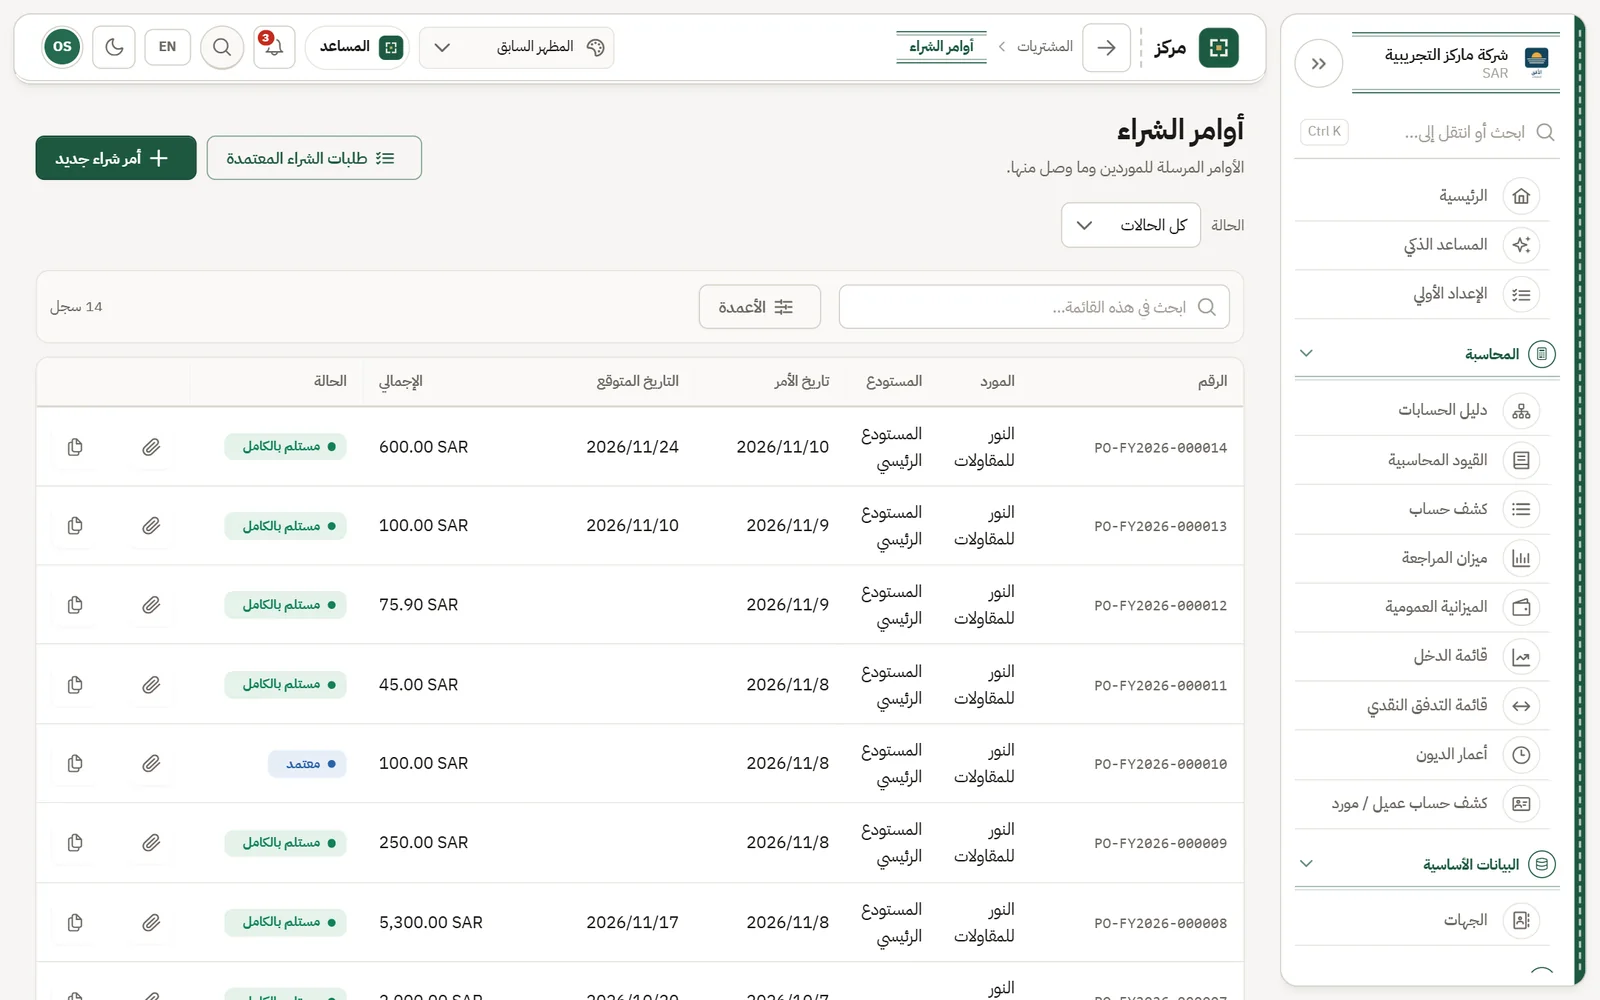 مركز
المشتريات
أوامر الشراء
المظهر السابق
المساعد
3
EN
OS
شركة ماركز التجريبية
SAR
ابحث أو انتقل إلى...
Ctrl K
الرئيسية
المساعد الذكي
الإعداد الأولي
المحاسبة
دليل الحسابات
القيود المحاسبية
كشف حساب
ميزان المراجعة
الميزانية العمومية
قائمة الدخل
قائمة التدفق النقدي
أعمار الديون
كشف حساب عميل / مورد
البيانات الأساسية
الجهات
أوامر الشراء
الأوامر المرسلة للموردين وما وصل منها.
طلبات الشراء المعتمدة
أمر شراء جديد
الحالة
كل الحالات
ابحث في هذه القائمة...
الأعمدة
14 سجل
الرقم المورد المستودع تاريخ الأمر التاريخ المتوقع الإجمالي الحالة
PO-FY2026-000014 النور للمقاولات المستودع الرئيسي 2026/11/10 2026/11/24 600.00 SAR مستلم بالكامل
PO-FY2026-000013 النور للمقاولات المستودع الرئيسي 2026/11/9 2026/11/10 100.00 SAR مستلم بالكامل
PO-FY2026-000012 النور للمقاولات المستودع الرئيسي 2026/11/9 75.90 SAR مستلم بالكامل
PO-FY2026-000011 النور للمقاولات المستودع الرئيسي 2026/11/8 45.00 SAR مستلم بالكامل
PO-FY2026-000010 النور للمقاولات المستودع الرئيسي 2026/11/8 100.00 SAR معتمد
PO-FY2026-000009 النور للمقاولات المستودع الرئيسي 2026/11/8 250.00 SAR مستلم بالكامل
PO-FY2026-000008 النور للمقاولات المستودع الرئيسي 2026/11/8 2026/11/17 5,300.00 SAR مستلم بالكامل
النور